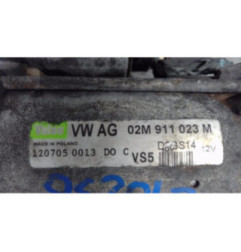 VW AG 02M 911 023 M
MADE IN POLAND
120705 0013 DO C VS5 12V